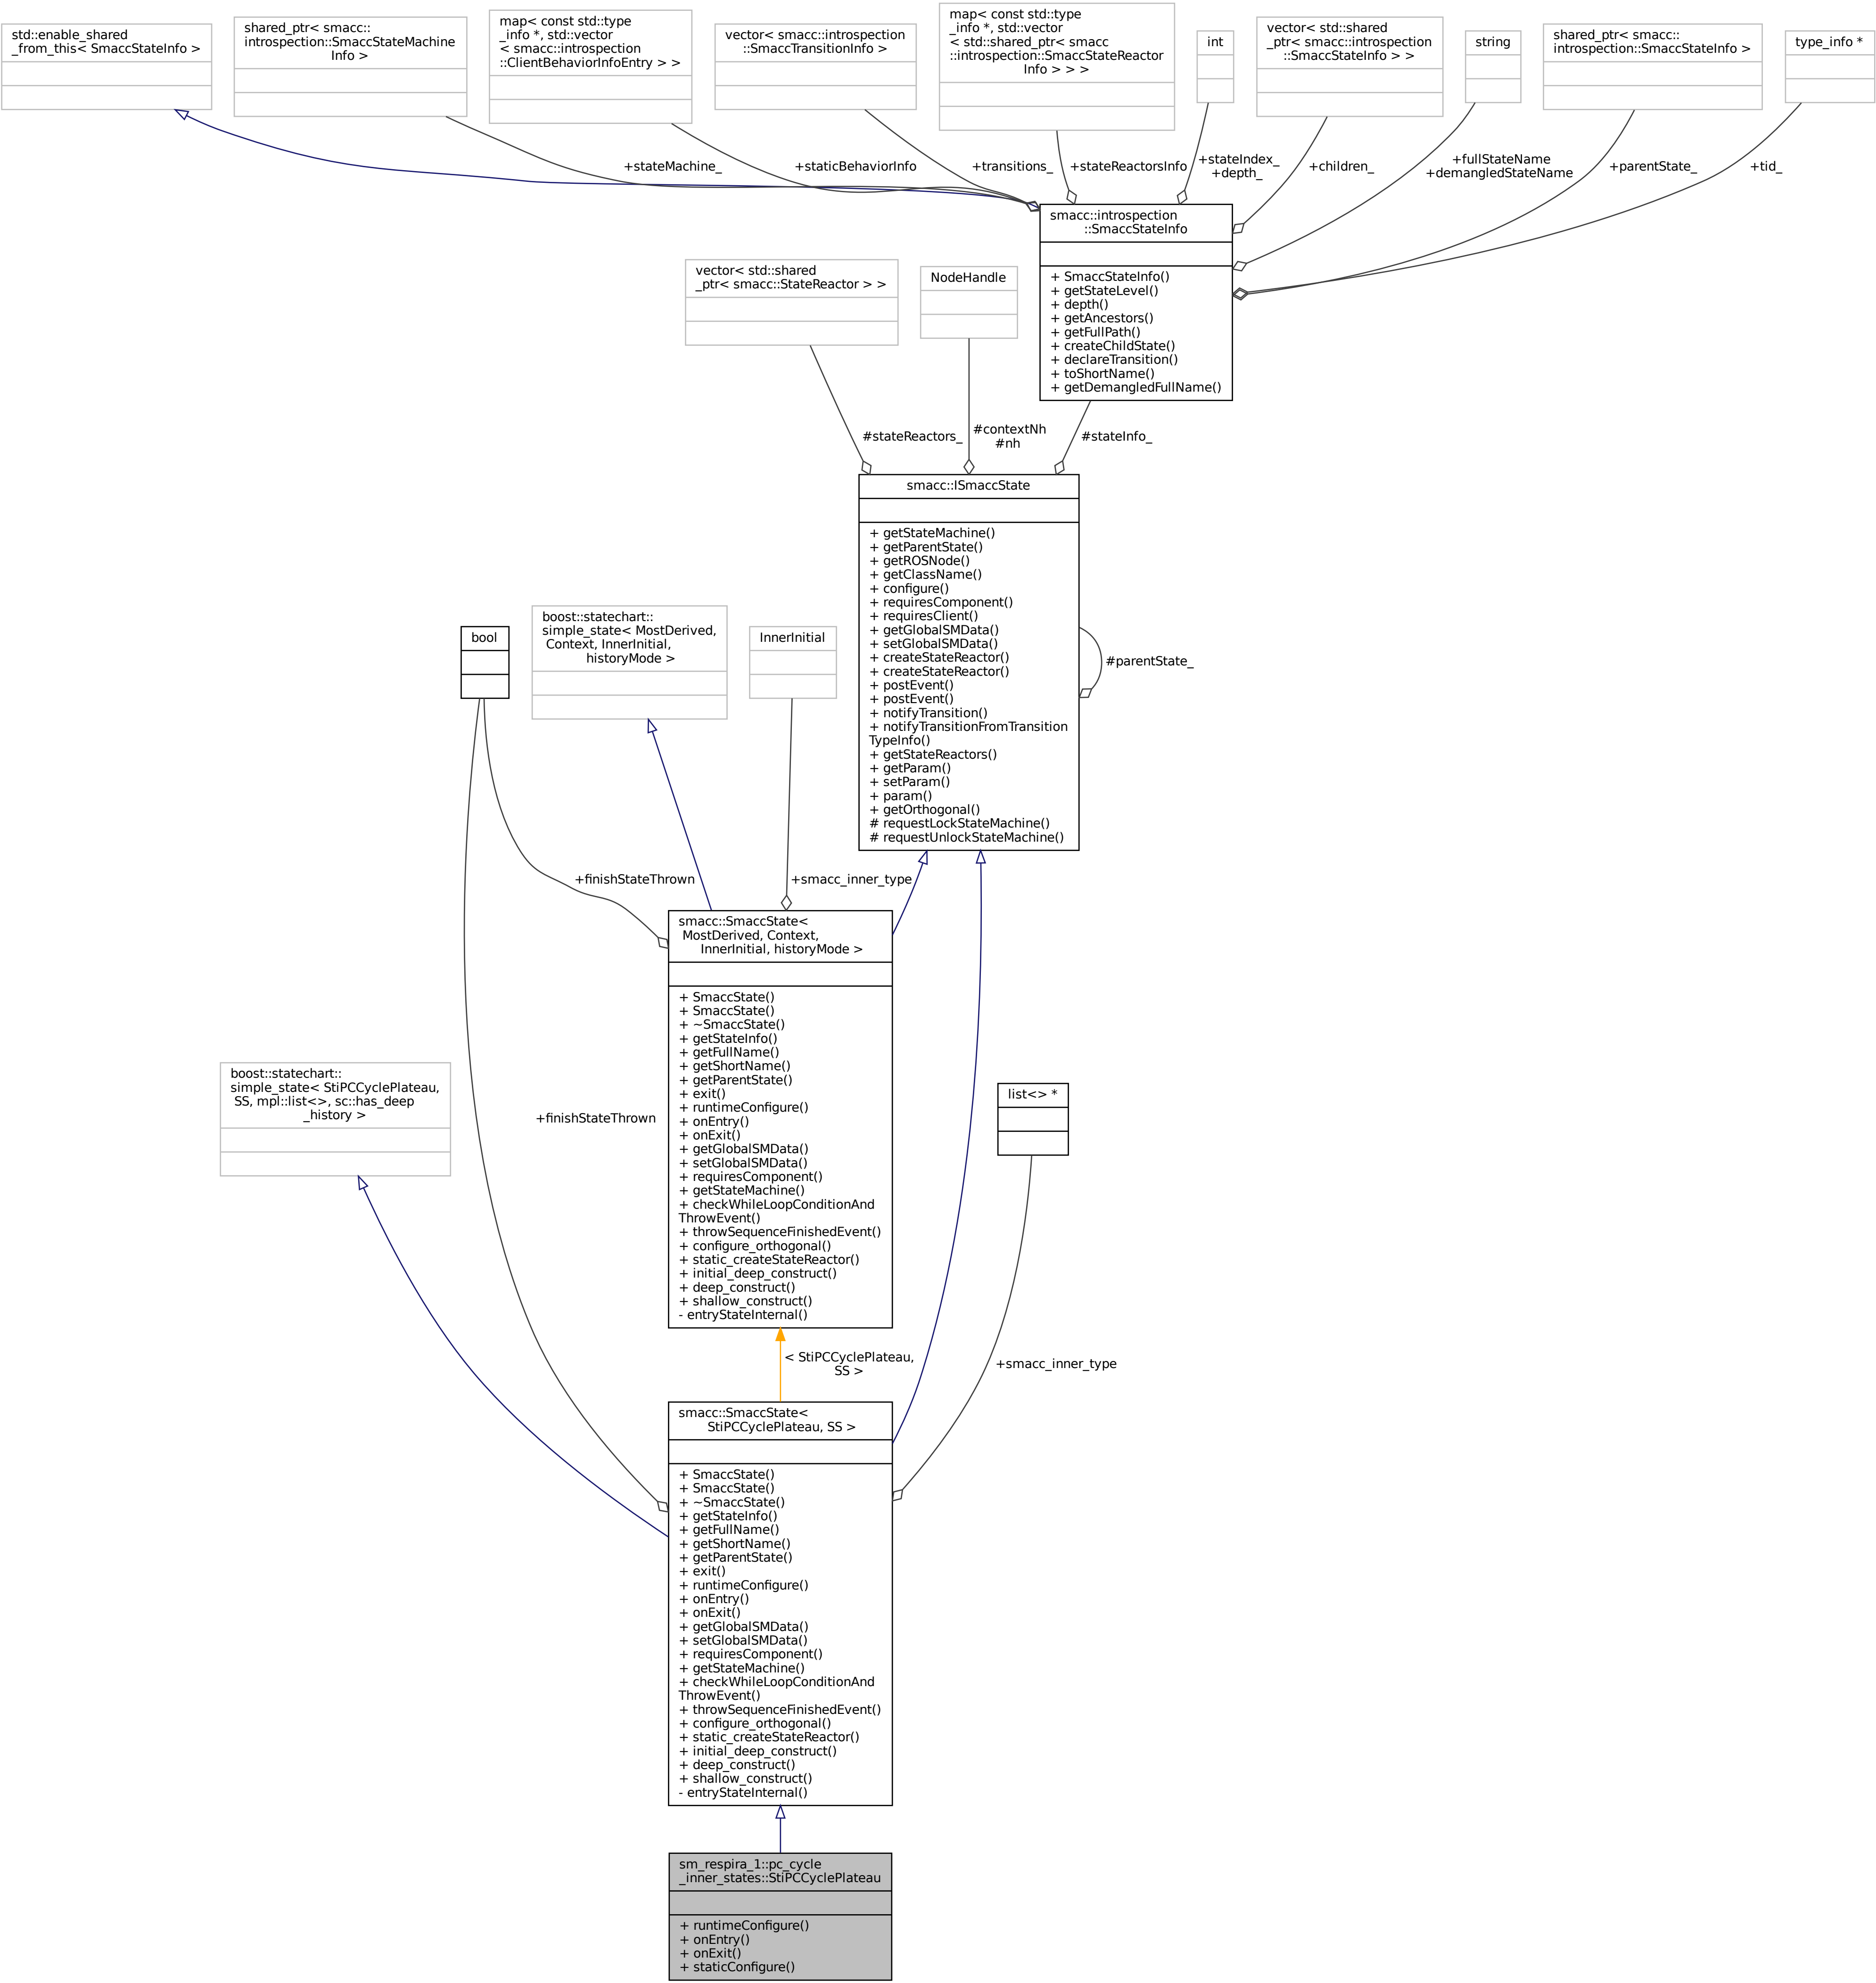 std::enable_shared
_from_this< SmaccStateInfo >
shared_ptr< smacc::
introspection::SmaccStateMachine
Info >
map< const std::type
_info *, std::vector
< smacc::introspection
::ClientBehaviorInfoEntry > >
vector< smacc::introspection
::SmaccTransitionInfo >
map< const std::type
_info *, std::vector
< std::shared_ptr< smacc
::introspection::SmaccStateReactor
Info > > >
int
vector< std::shared
_ptr< smacc::introspection
::SmaccStateInfo > >
string
shared_ptr< smacc::
introspection::SmaccStateInfo >
type_info *
+stateMachine_
+staticBehaviorInfo
+transitions_
+stateReactorsInfo
+stateIndex_
+depth_
+children_
+fullStateName
+demangledStateName
+parentState_
+tid_
smacc::introspection
::SmaccStateInfo
+ SmaccStateInfo()
+ getStateLevel()
+ depth()
+ getAncestors()
+ getFullPath()
+ createChildState()
+ declareTransition()
+ toShortName()
+ getDemangledFullName()
vector< std::shared
_ptr< smacc::StateReactor > >
NodeHandle
#stateReactors_
#contextNh
#nh
#stateInfo_
smacc::ISmaccState
+ getStateMachine()
+ getParentState()
+ getROSNode()
+ getClassName()
+ configure()
+ requiresComponent()
+ requiresClient()
+ getGlobalSMData()
+ setGlobalSMData()
+ createStateReactor()
+ createStateReactor()
+ postEvent()
+ postEvent()
+ notifyTransition()
+ notifyTransitionFromTransition
TypeInfo()
+ getStateReactors()
+ getParam()
+ setParam()
+ param()
+ getOrthogonal()
# requestLockStateMachine()
# requestUnlockStateMachine()
#parentState_
bool
boost::statechart::
simple_state< MostDerived,
Context, InnerInitial,
historyMode >
InnerInitial
+finishStateThrown
+smacc_inner_type
smacc::SmaccState<
MostDerived, Context,
InnerInitial, historyMode >
+ SmaccState()
+ SmaccState()
+ ~SmaccState()
+ getStateInfo()
+ getFullName()
+ getShortName()
+ getParentState()
+ exit()
+ runtimeConfigure()
+ onEntry()
+ onExit()
+ getGlobalSMData()
+ setGlobalSMData()
+ requiresComponent()
+ getStateMachine()
+ checkWhileLoopConditionAnd
ThrowEvent()
+ throwSequenceFinishedEvent()
+ configure_orthogonal()
+ static_createStateReactor()
+ initial_deep_construct()
+ deep_construct()
+ shallow_construct()
- entryStateInternal()
boost::statechart::
simple_state< StiPCCyclePlateau,
SS, mpl::list<>, sc::has_deep
_history >
+finishStateThrown
list<> *
< StiPCCyclePlateau,
SS >
+smacc_inner_type
smacc::SmaccState<
StiPCCyclePlateau, SS >
+ SmaccState()
+ SmaccState()
+ ~SmaccState()
+ getStateInfo()
+ getFullName()
+ getShortName()
+ getParentState()
+ exit()
+ runtimeConfigure()
+ onEntry()
+ onExit()
+ getGlobalSMData()
+ setGlobalSMData()
+ requiresComponent()
+ getStateMachine()
+ checkWhileLoopConditionAnd
ThrowEvent()
+ throwSequenceFinishedEvent()
+ configure_orthogonal()
+ static_createStateReactor()
+ initial_deep_construct()
+ deep_construct()
+ shallow_construct()
- entryStateInternal()
sm_respira_1::pc_cycle
_inner_states::StiPCCyclePlateau
+ runtimeConfigure()
+ onEntry()
+ onExit()
+ staticConfigure()